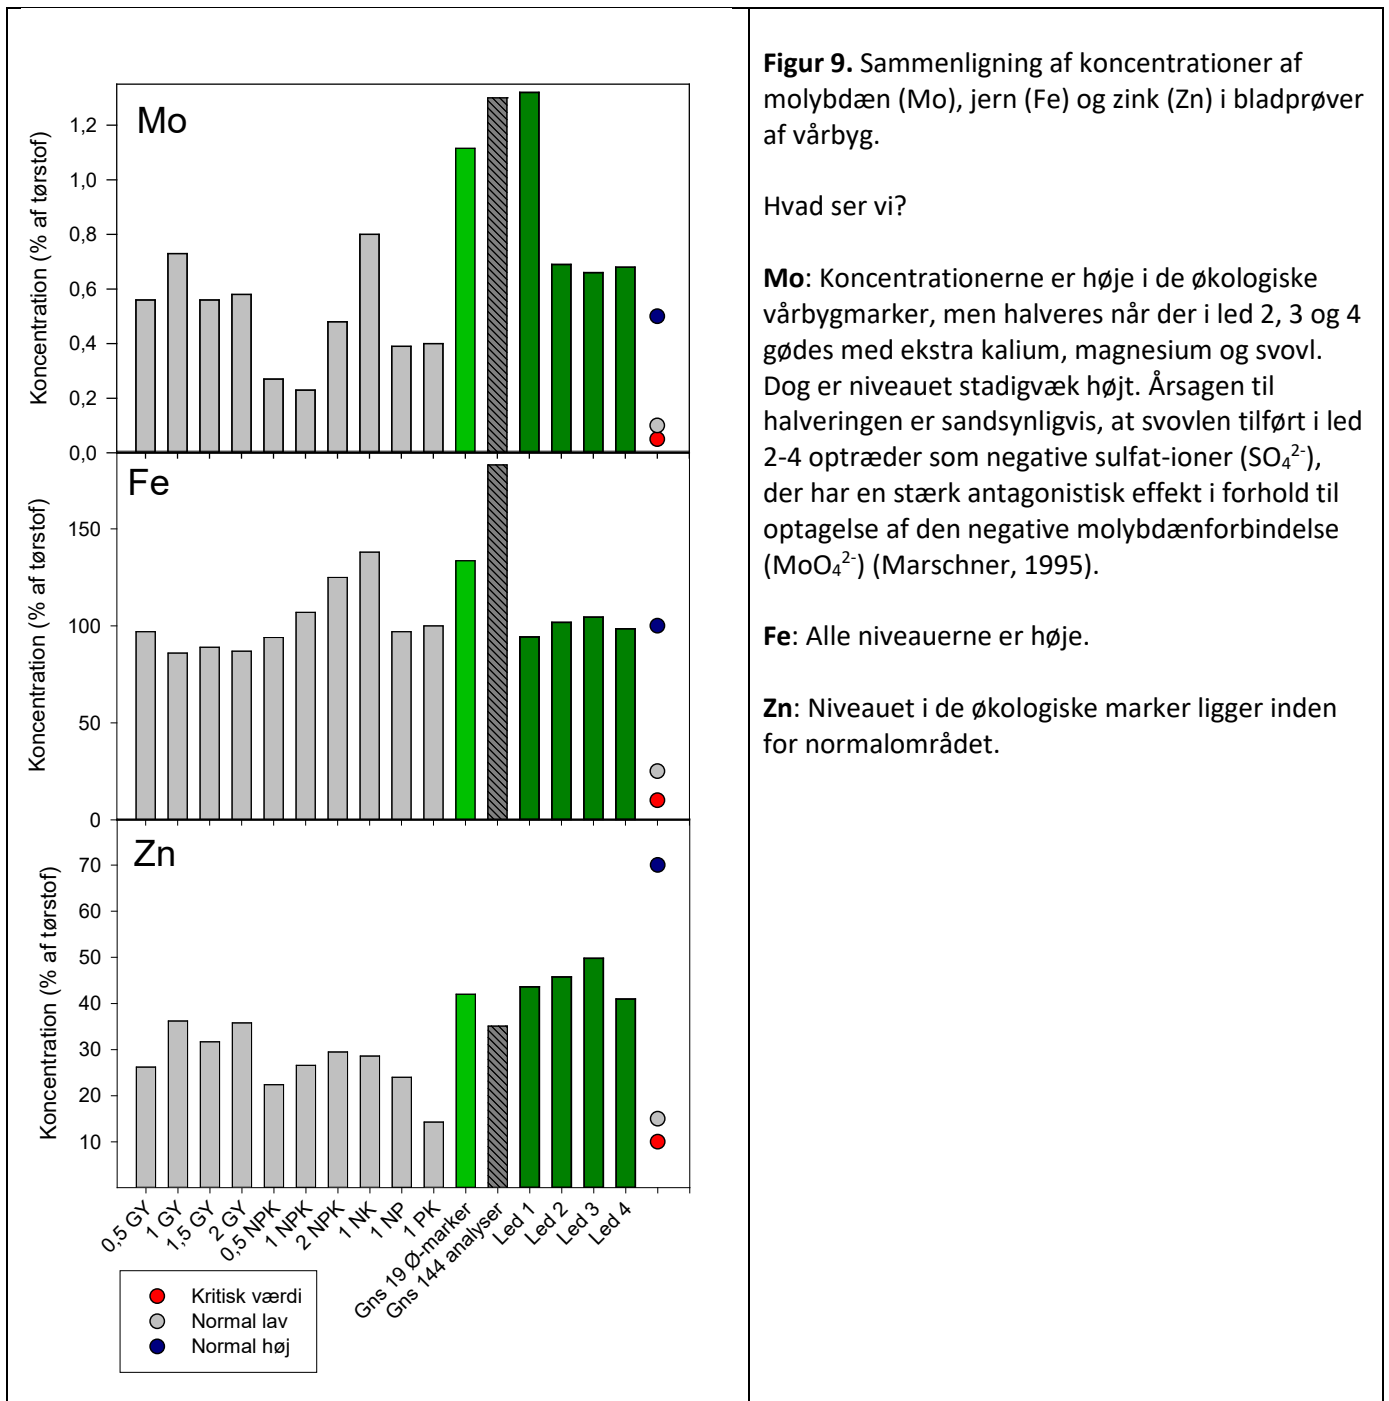 Mo
Koncentration (% af tørstof)
1,2
1,0
0,8
0,6
0,4
0,2
0,0
Fe
Koncentration (% af tørstof)
150
100
50
0
Zn
Koncentration (% af tørstof)
70
60
50
40
30
20
10
0,5 GY
1 GY
1,5 GY
2 GY
0,5 NPK
1 NPK
2 NPK
1 NK
1 NP
1 PK
Gns 19 Ø-marker
Gns 144 analyser
Led 1
Led 2
Led 3
Led 4
Kritisk værdi
Normal lav
Normal høj
Figur 9. Sammenligning af koncentrationer af
molybdæn (Mo), jern (Fe) og zink (Zn) i bladprøver
af vårbyg.
Hvad ser vi?
Mo: Koncentrationerne er høje i de økologiske
vårbygmarker, men halveres når der i led 2, 3 og 4
gødes med ekstra kalium, magnesium og svovl.
Dog er niveauet stadigvæk højt. Årsagen til
halveringen er sandsynligvis, at svovlen tilført i led
2-4 optræder som negative sulfat-ioner (SO₄²⁻),
der har en stærk antagonistisk effekt i forhold til
optagelse af den negative molybdænforbindelse
(MoO₄²⁻) (Marschner, 1995).
Fe: Alle niveauerne er høje.
Zn: Niveauet i de økologiske marker ligger inden
for normalområdet.